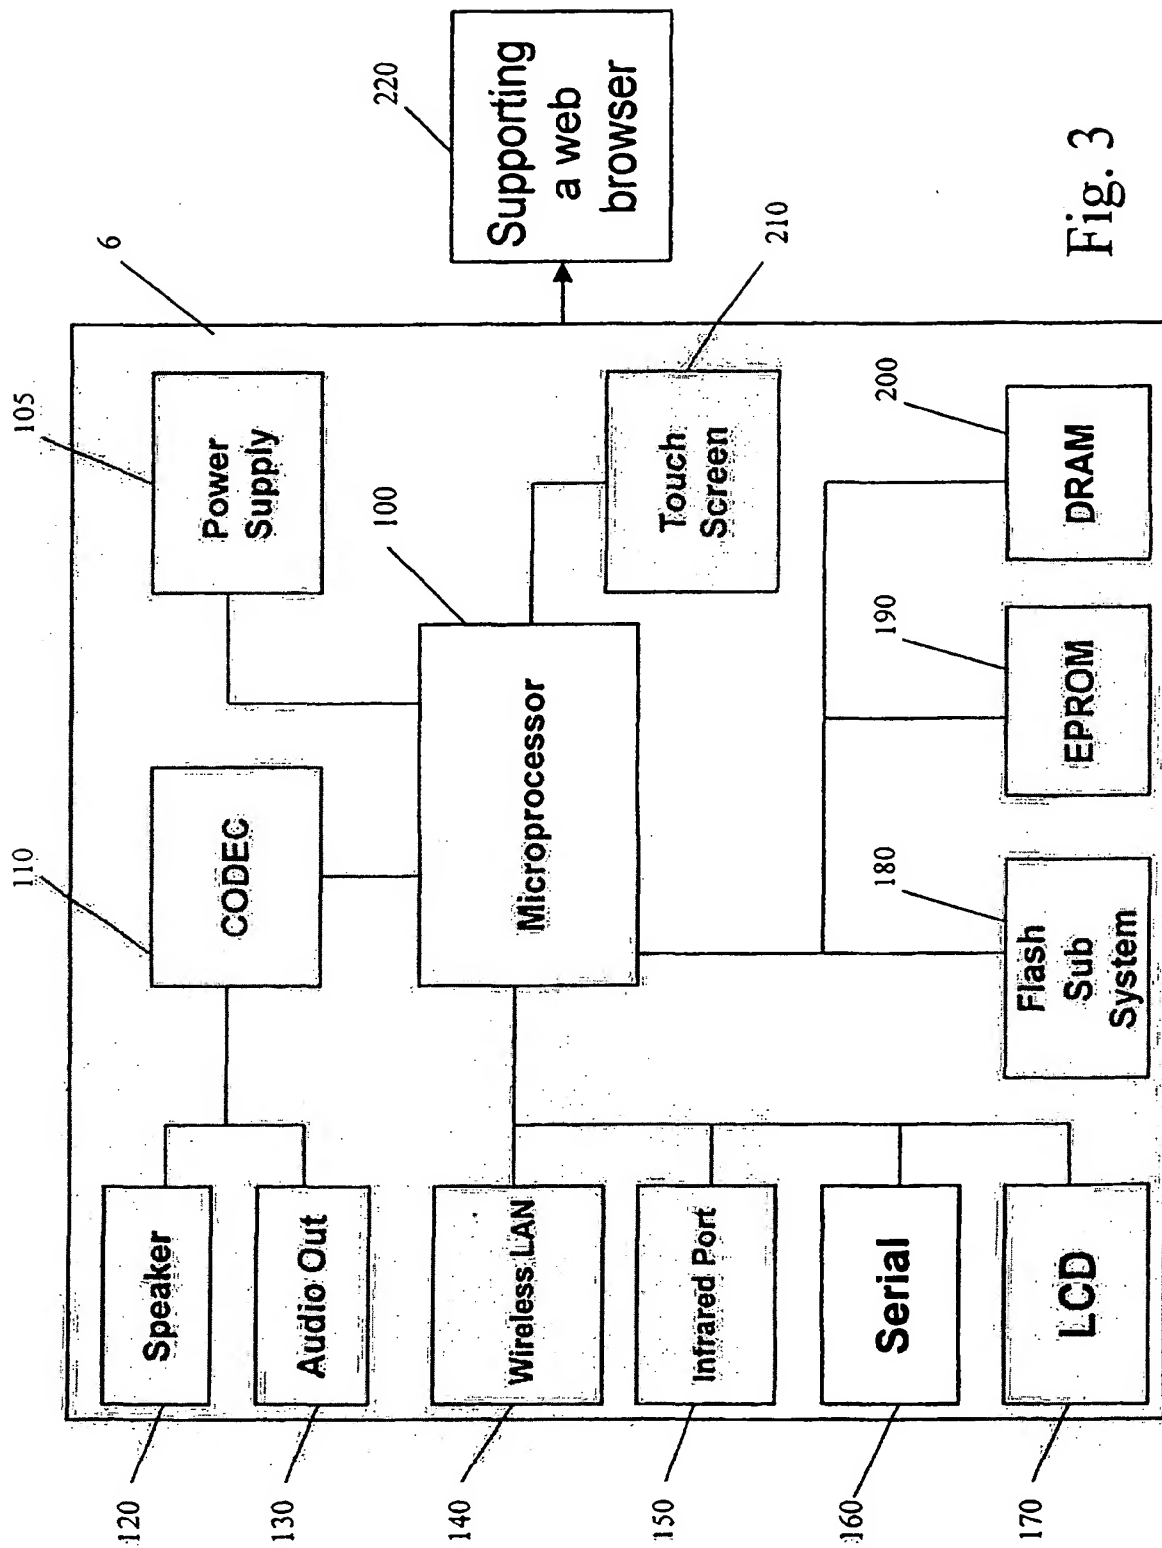 120
Speaker
130
Audio Out
140
Wireless LAN
150
Infrared Port
160
Serial
170
LCD
110
CODEC
105
Power
Supply
6
100
Microprocessor
Touch
Screen
210
180
Flash
Sub
System
190
EPROM
200
DRAM
220
Supporting
a web
browser
Fig. 3